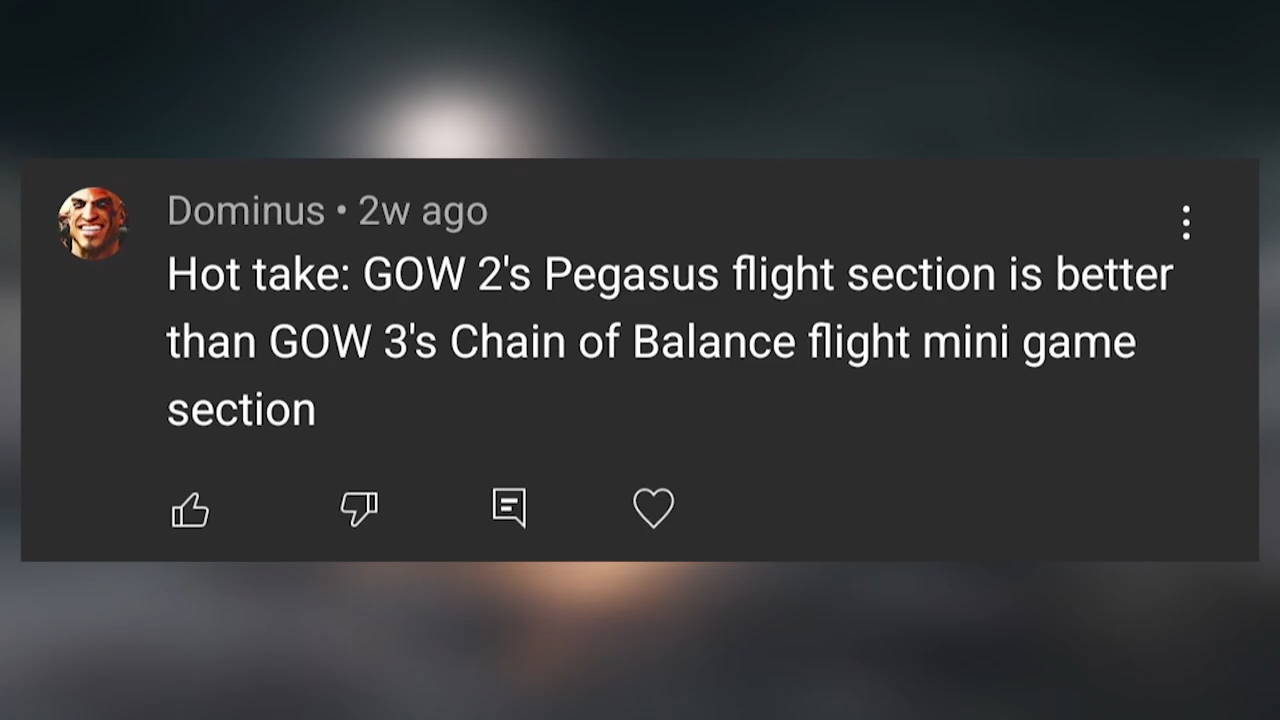 Dominus • 2w ago
Hot take: GOW 2's Pegasus flight section is better
than GOW 3's Chain of Balance flight mini game
section